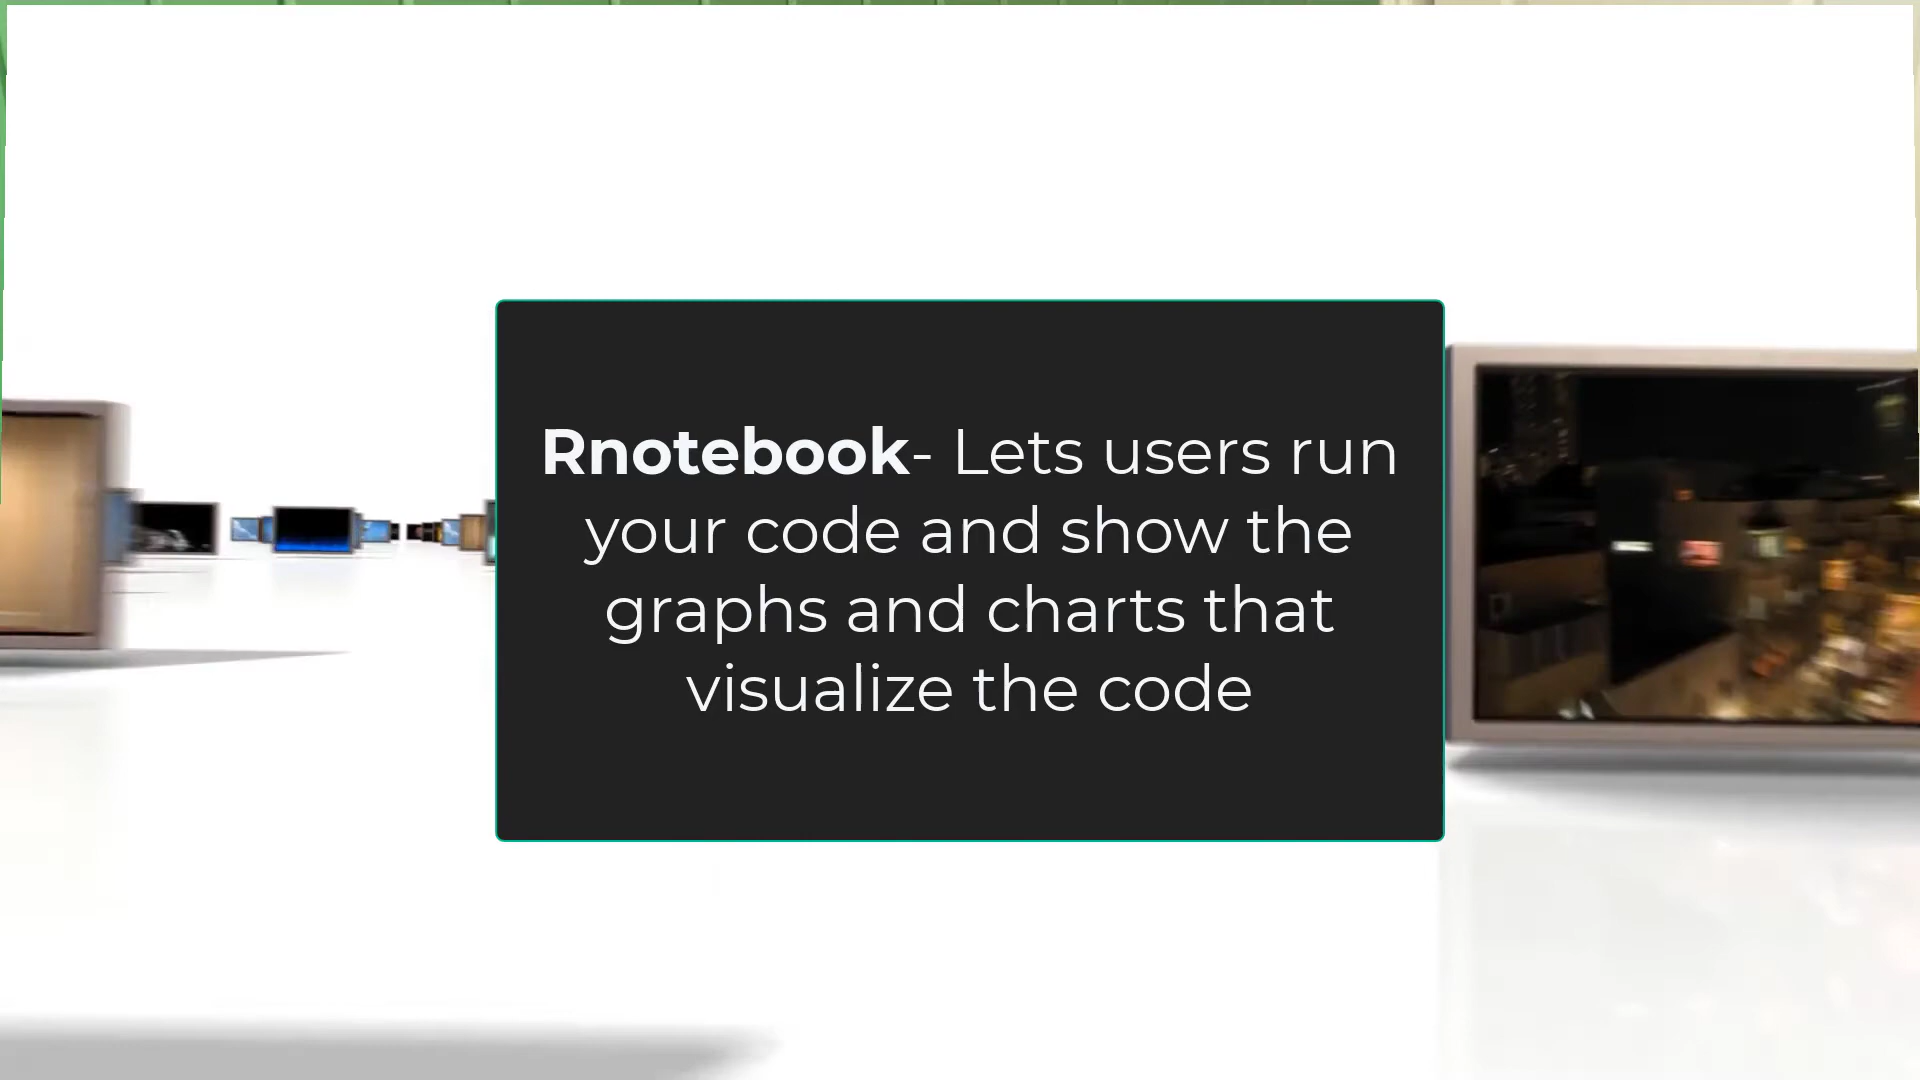 Rnotebook- Lets users run
your code and show the
graphs and charts that
visualize the code